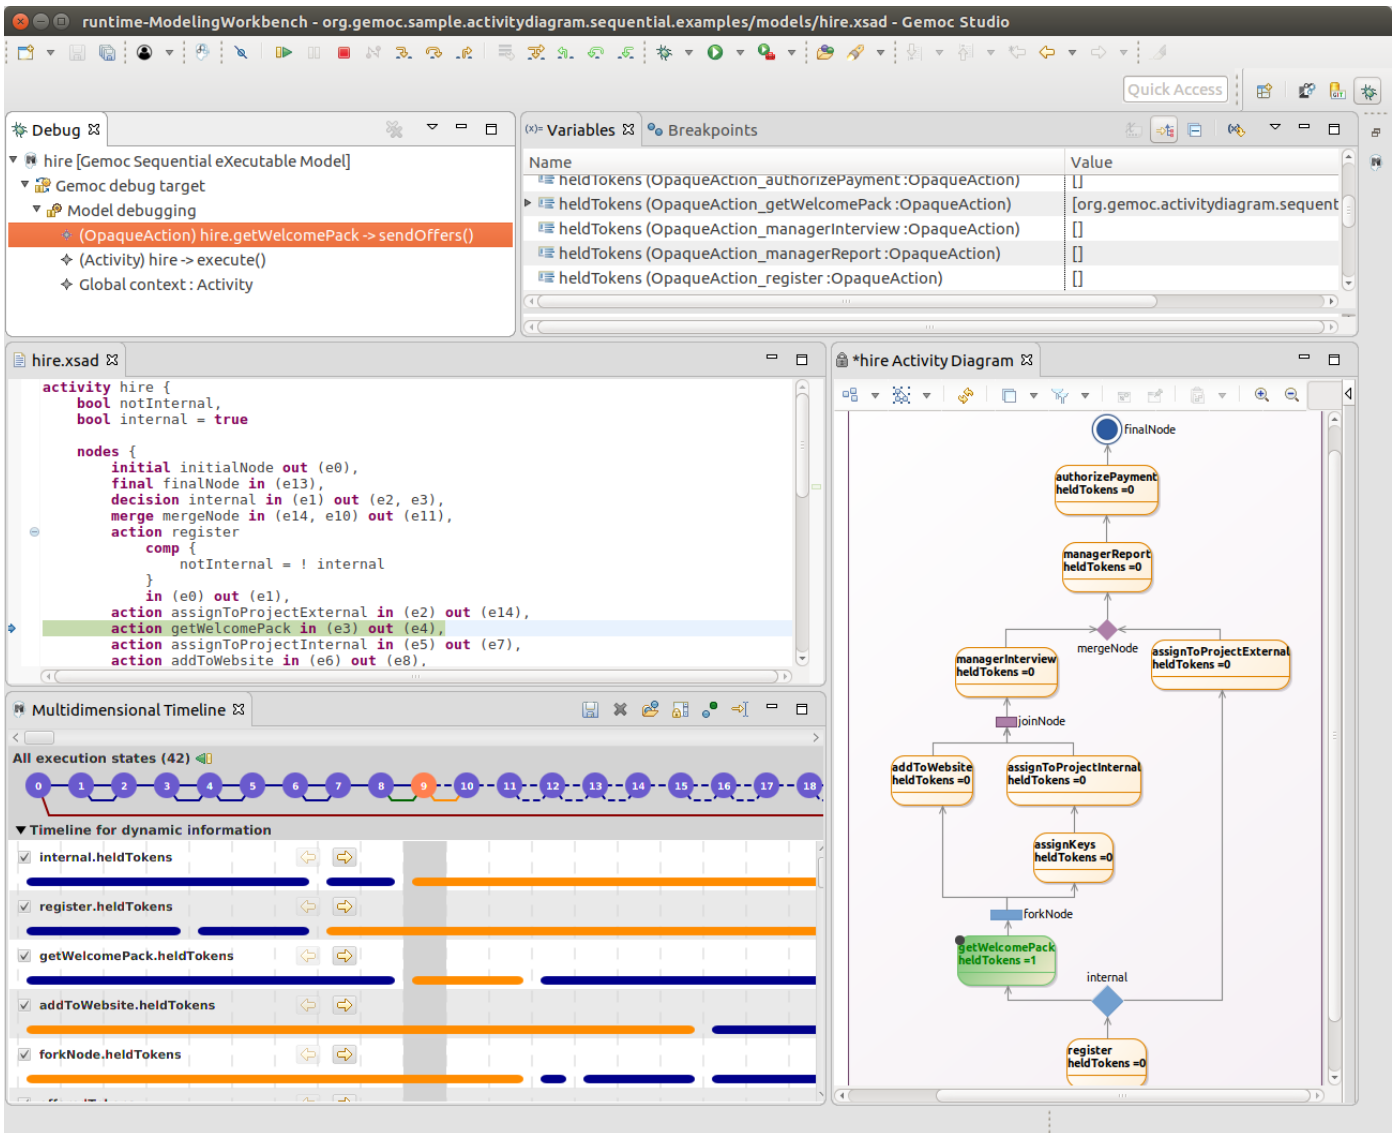 runtime-ModelingWorkbench - org.gemoc.sample.activitydiagram.sequential.examples/models/hire.xsad - Gemoc Studio
Quick Access
GIT
Debug
hire [Gemoc Sequential eXecutable Model]
Gemoc debug target
Model debugging
(OpaqueAction) hire.getWelcomePack -> sendOffers()
(Activity) hire -> execute()
Global context : Activity
(x)= Variables
Breakpoints
Name Value
heldTokens (OpaqueAction_authorizePayment :OpaqueAction) []
heldTokens (OpaqueAction_getWelcomePack :OpaqueAction) [org.gemoc.activitydiagram.sequent
heldTokens (OpaqueAction_managerInterview :OpaqueAction) []
heldTokens (OpaqueAction_managerReport :OpaqueAction) []
heldTokens (OpaqueAction_register :OpaqueAction) []
hire.xsad
activity hire {
bool notInternal,
bool internal = true
nodes {
initial initialNode out (e0),
final finalNode in (e13),
decision internal in (e1) out (e2, e3),
merge mergeNode in (e14, e10) out (e11),
action register
comp {
notInternal = ! internal
}
in (e0) out (e1),
action assignToProjectExternal in (e2) out (e14),
action getWelcomePack in (e3) out (e4),
action assignToProjectInternal in (e5) out (e7),
action addToWebsite in (e6) out (e8),
*hire Activity Diagram
finalNode
authorizePayment
heldTokens =0
managerReport
heldTokens =0
mergeNode
managerInterview
heldTokens =0
assignToProjectExternal
heldTokens =0
joinNode
addToWebsite
heldTokens =0
assignToProjectInternal
heldTokens =0
assignKeys
heldTokens =0
forkNode
getWelcomePack
heldTokens =1
internal
register
heldTokens =0
Multidimensional Timeline
All execution states (42)
0 1 2 3 4 5 6 7 8 9 10 11 12 13 14 15 16 17 18
Timeline for dynamic information
internal.heldTokens
register.heldTokens
getWelcomePack.heldTokens
addToWebsite.heldTokens
forkNode.heldTokens